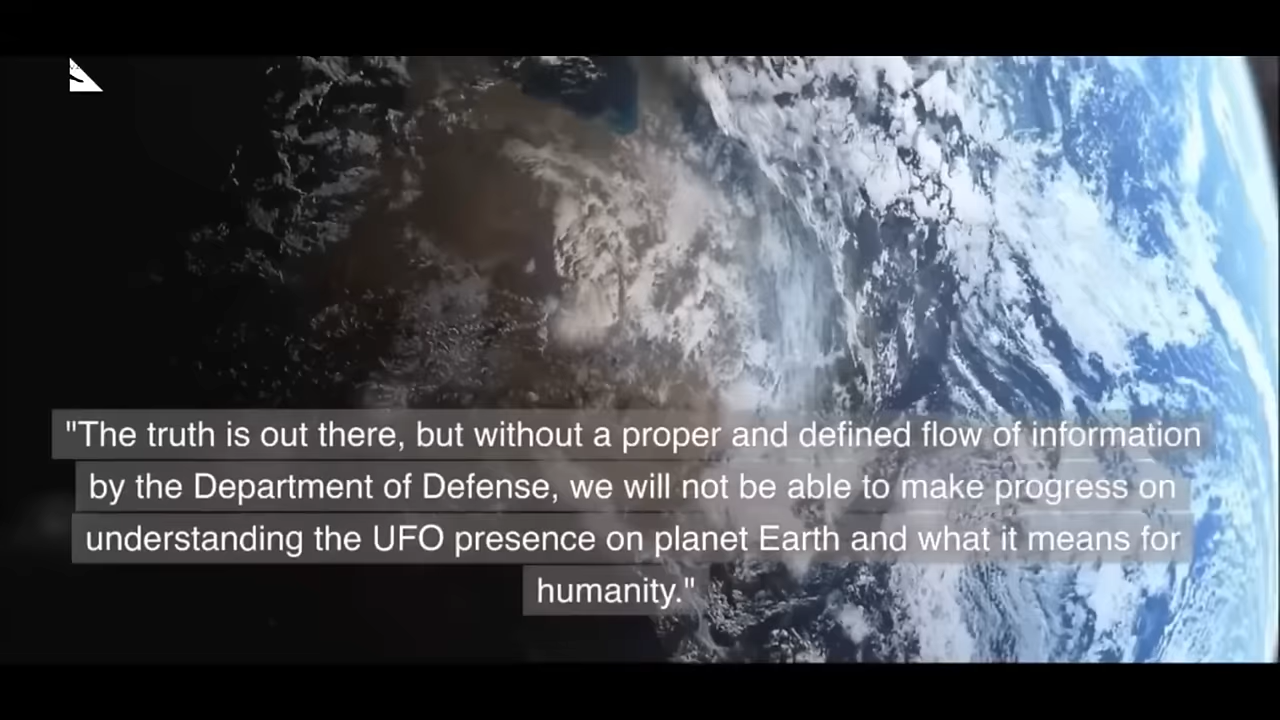 "The truth is out there, but without a proper and defined flow of information
by the Department of Defense, we will not be able to make progress on
understanding the UFO presence on planet Earth and what it means for
humanity."